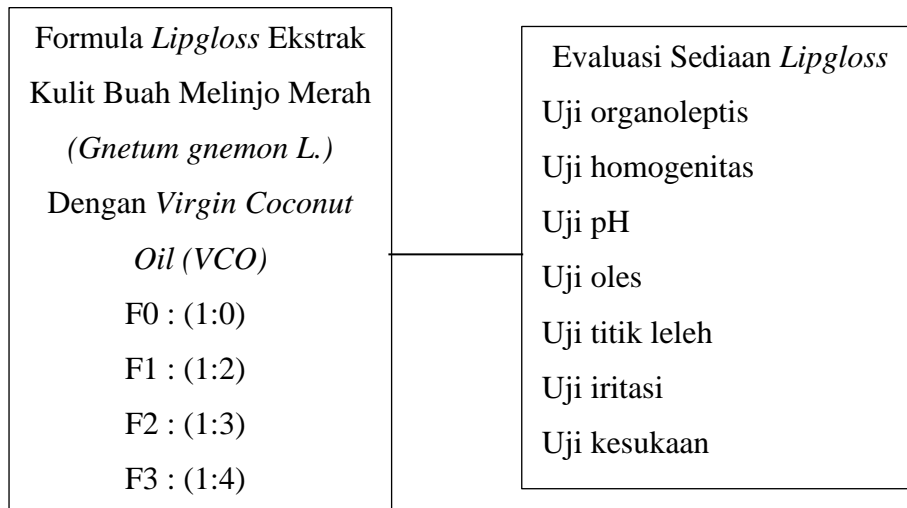 Formula Lipgloss Ekstrak
Kulit Buah Melinjo Merah
(Gnetum gnemon L.)
Dengan Virgin Coconut
Oil (VCO)
F0 : (1:0)
F1 : (1:2)
F2 : (1:3)
F3 : (1:4)
Evaluasi Sediaan Lipgloss
Uji organoleptis
Uji homogenitas
Uji pH
Uji oles
Uji titik leleh
Uji iritasi
Uji kesukaan